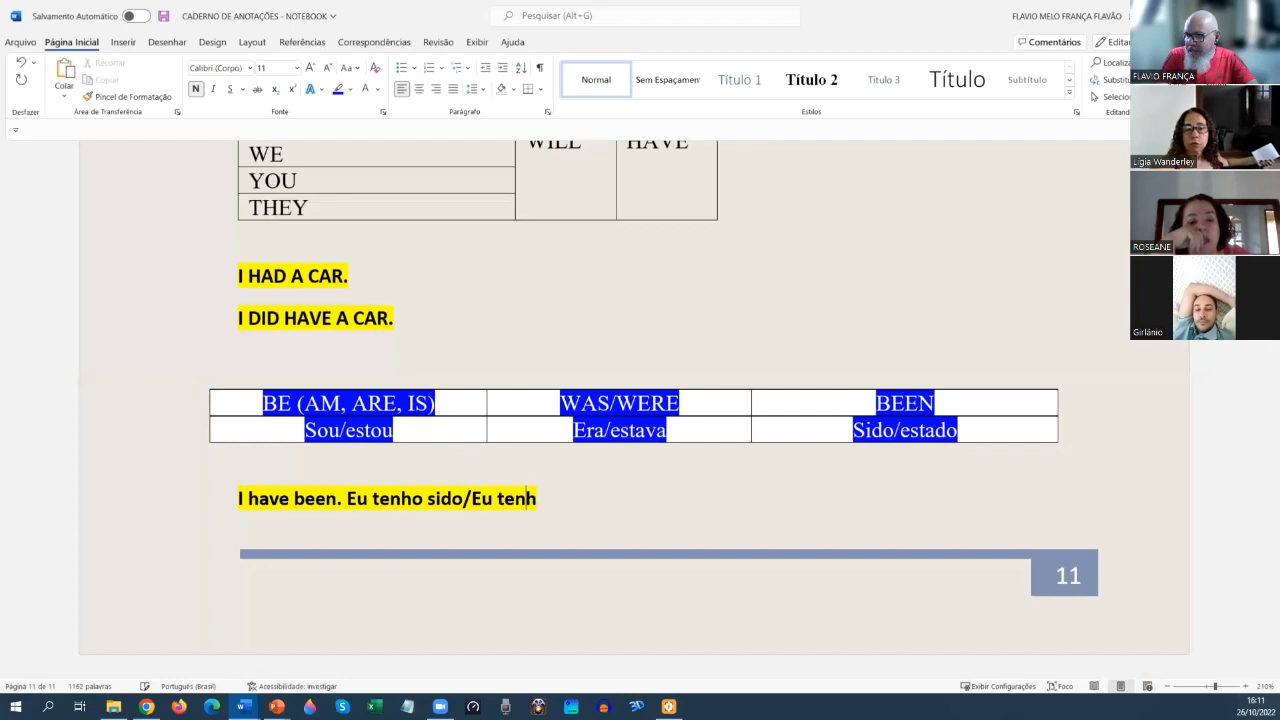 Salvamento Automático
CADERNO DE ANOTAÇÕES - NOTEBOOK
Pesquisar (Alt+G)
FLAVIO MELO FRANÇA FLAVÃO
Arquivo Página Inicial Inserir Desenhar Design Layout Referências Correspondências Revisão Exibir Ajuda
Comentários
Editar
Colar
Recortar
Copiar
Pincel de Formatação
Calibri (Corpo) 11
Normal
Sem Espaçamen
Título 1
Título 2
Título 3
Título
Subtítulo
Localiza
Substitu
Selecion
Desfazer
Área de Transferência
Fonte
Parágrafo
Estilos
Editando
FLAVIO FRANÇA
Lígia Wanderley
ROSEANE
Girlânio
WILL HAVE
WE
YOU
THEY
I HAD A CAR.
I DID HAVE A CAR.
BE (AM, ARE, IS) WAS/WERE BEEN
Sou/estou Era/estava Sido/estado
I have been. Eu tenho sido/Eu tenh
11
Página 11 de 11 1162 palavras Português (Brasil) Acessibilidade: investigar
Exibir Configurações Foco 210%
16:11
26/10/2022